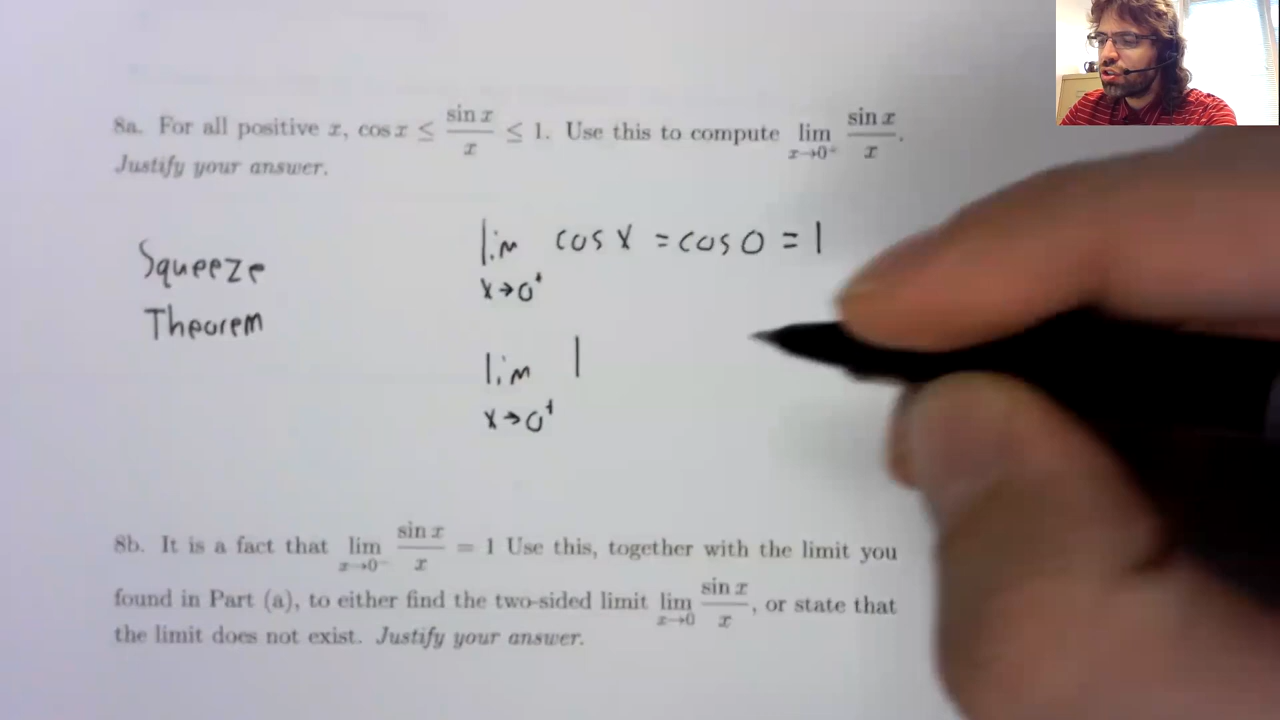 8a. For all positive x, cos x ≤ sin x / x ≤ 1. Use this to compute lim x→0⁺ sin x / x.
Justify your answer.
Squeeze
Theorem
lim x→0⁺ cos x = cos 0 = 1
lim x→0⁺ 1
8b. It is a fact that lim x→0⁻ sin x / x = 1 Use this, together with the limit you
found in Part (a), to either find the two-sided limit lim x→0 sin x / x, or state that
the limit does not exist. Justify your answer.